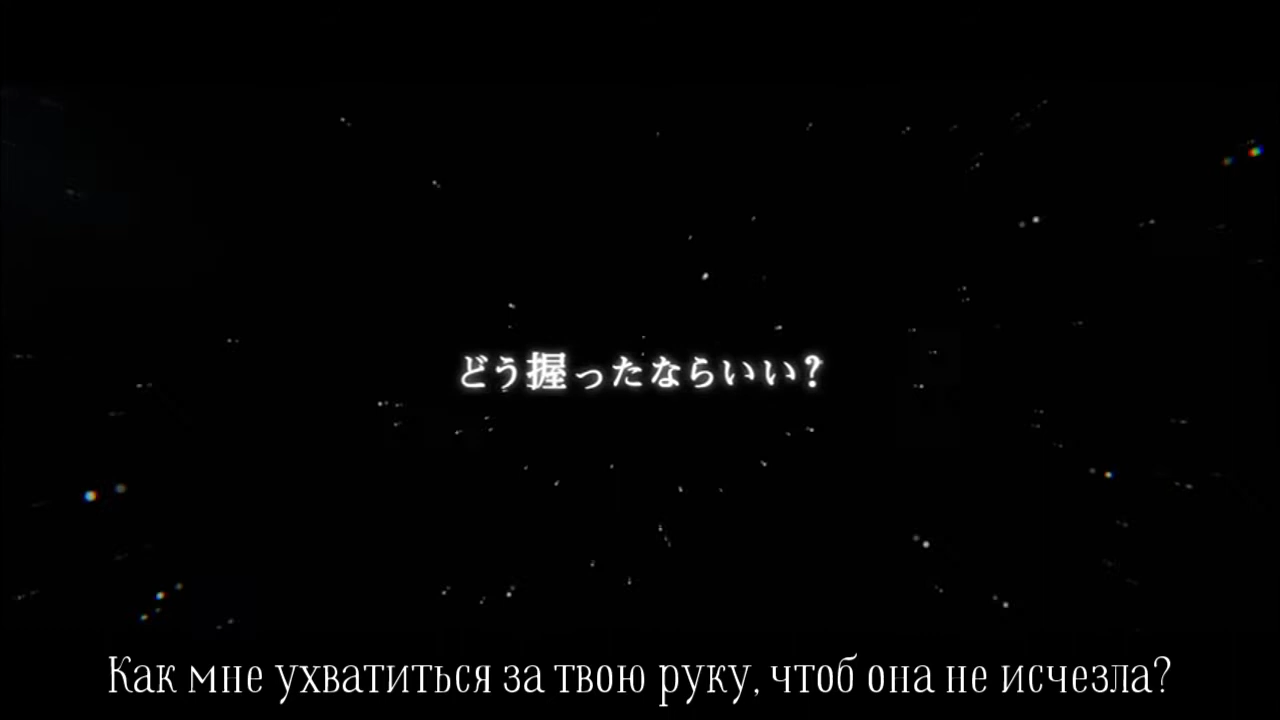 どう握ったならいい?
Как мне ухватиться за твою руку, чтоб она не исчезла?